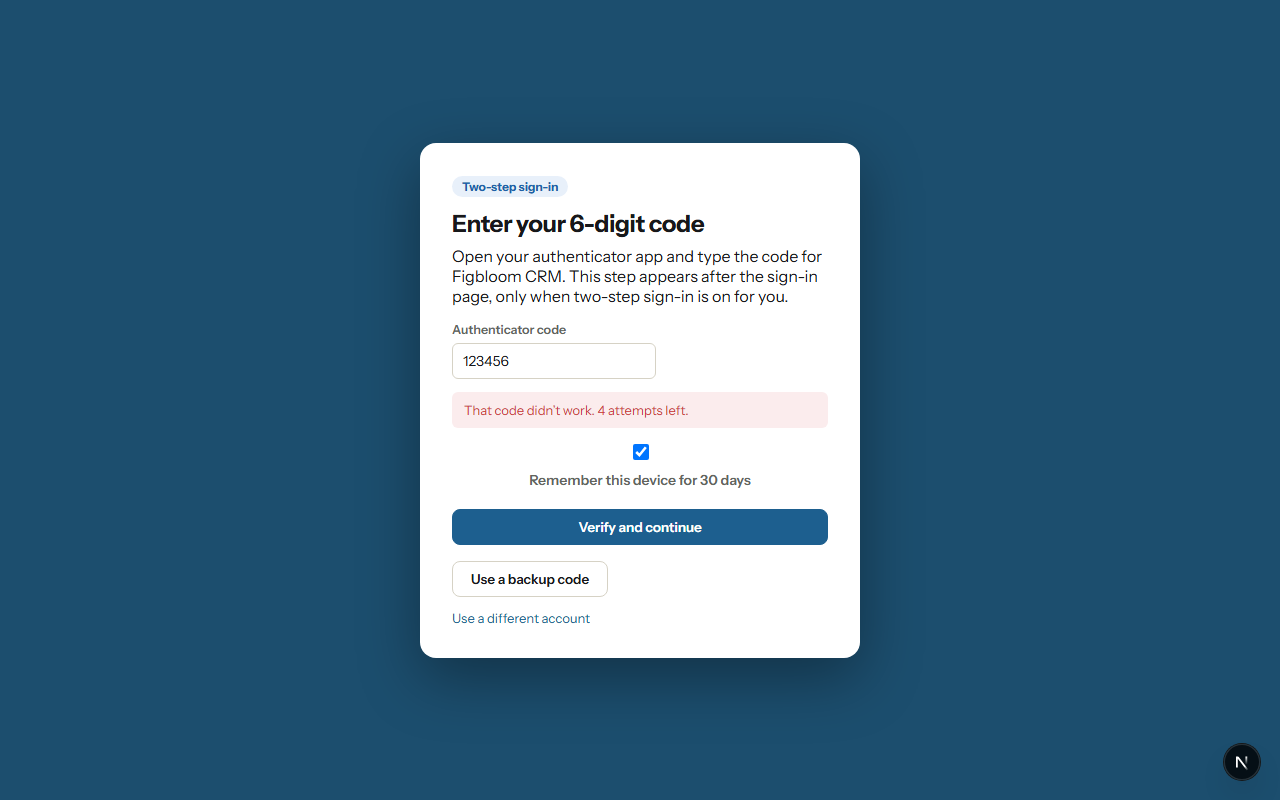 Two-step sign-in
Enter your 6-digit code
Open your authenticator app and type the code for
Figbloom CRM. This step appears after the sign-in
page, only when two-step sign-in is on for you.
Authenticator code
123456
That code didn't work. 4 attempts left.
Remember this device for 30 days
Verify and continue
Use a backup code
Use a different account
N